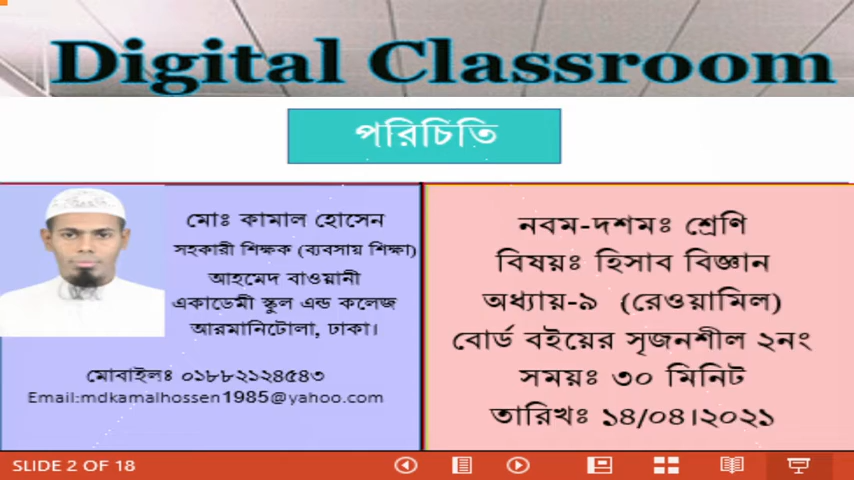 Digital Classroom
পরিচিতি
মোঃ কামাল হোসেন
সহকারী শিক্ষক (ব্যবসায় শিক্ষা)
আহমেদ বাওয়ানী
একাডেমী স্কুল এন্ড কলেজ
আরমানিটোলা, ঢাকা।
মোবাইলঃ ০১৮৮২১২৪৫৪৩
Email:mdkamalhossen1985@yahoo.com
নবম-দশমঃ শ্রেণি
বিষয়ঃ হিসাব বিজ্ঞান
অধ্যায়-৯ (রেওয়ামিল)
বোর্ড বইয়ের সৃজনশীল ২নং
সময়ঃ ৩০ মিনিট
তারিখঃ ১৪/০৪।২০২১
SLIDE 2 OF 18